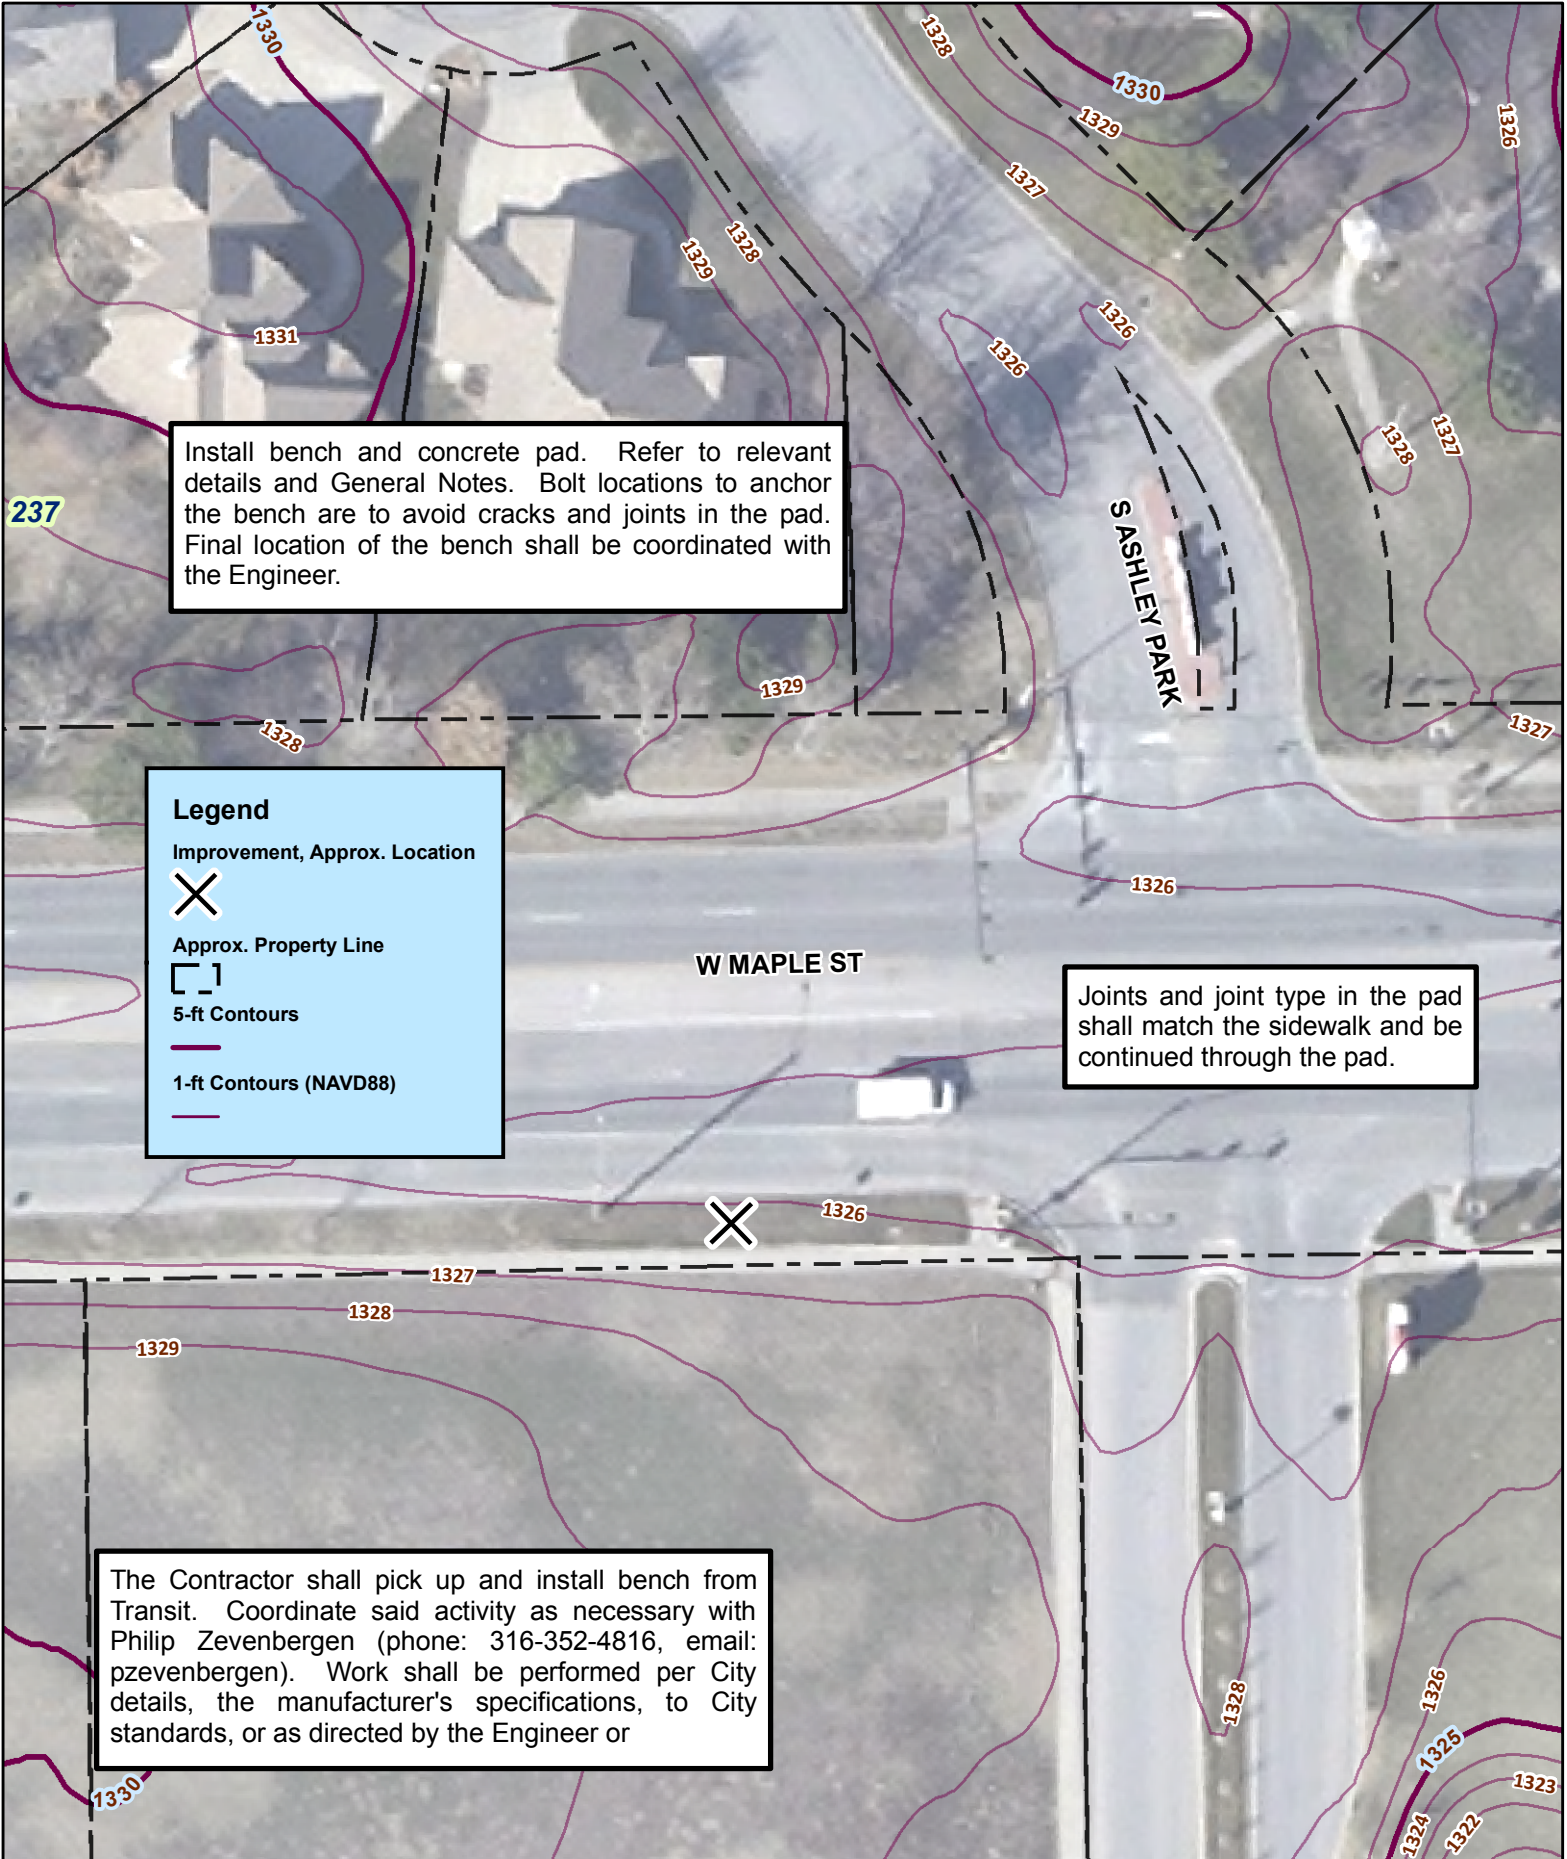 1330
1328
1330
1329
1326
1327
1328
1329
1326
1326
1331
1328
1327
Install bench and concrete pad. Refer to relevant
details and General Notes. Bolt locations to anchor
the bench are to avoid cracks and joints in the pad.
Final location of the bench shall be coordinated with
the Engineer.
237
S ASHLEY PARK
1329
1328
1327
Legend
Improvement, Approx. Location
Approx. Property Line
5-ft Contours
1-ft Contours (NAVD88)
1326
W MAPLE ST
Joints and joint type in the pad
shall match the sidewalk and be
continued through the pad.
1326
1327
1328
1329
The Contractor shall pick up and install bench from
Transit. Coordinate said activity as necessary with
Philip Zevenbergen (phone: 316-352-4816, email:
pzevenbergen). Work shall be performed per City
details, the manufacturer's specifications, to City
standards, or as directed by the Engineer or
1328
1326
1325
1323
1330
1324
1322